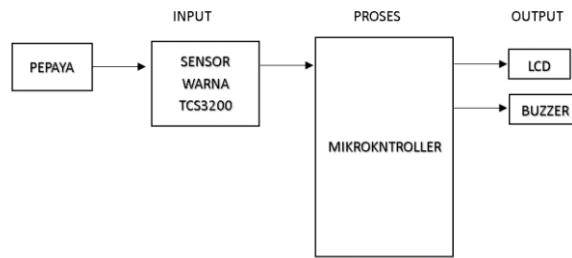 INPUT
PROSES
OUTPUT
PEPAYA
SENSOR
WARNA
TCS3200
MIKROKNTROLLER
LCD
BUZZER